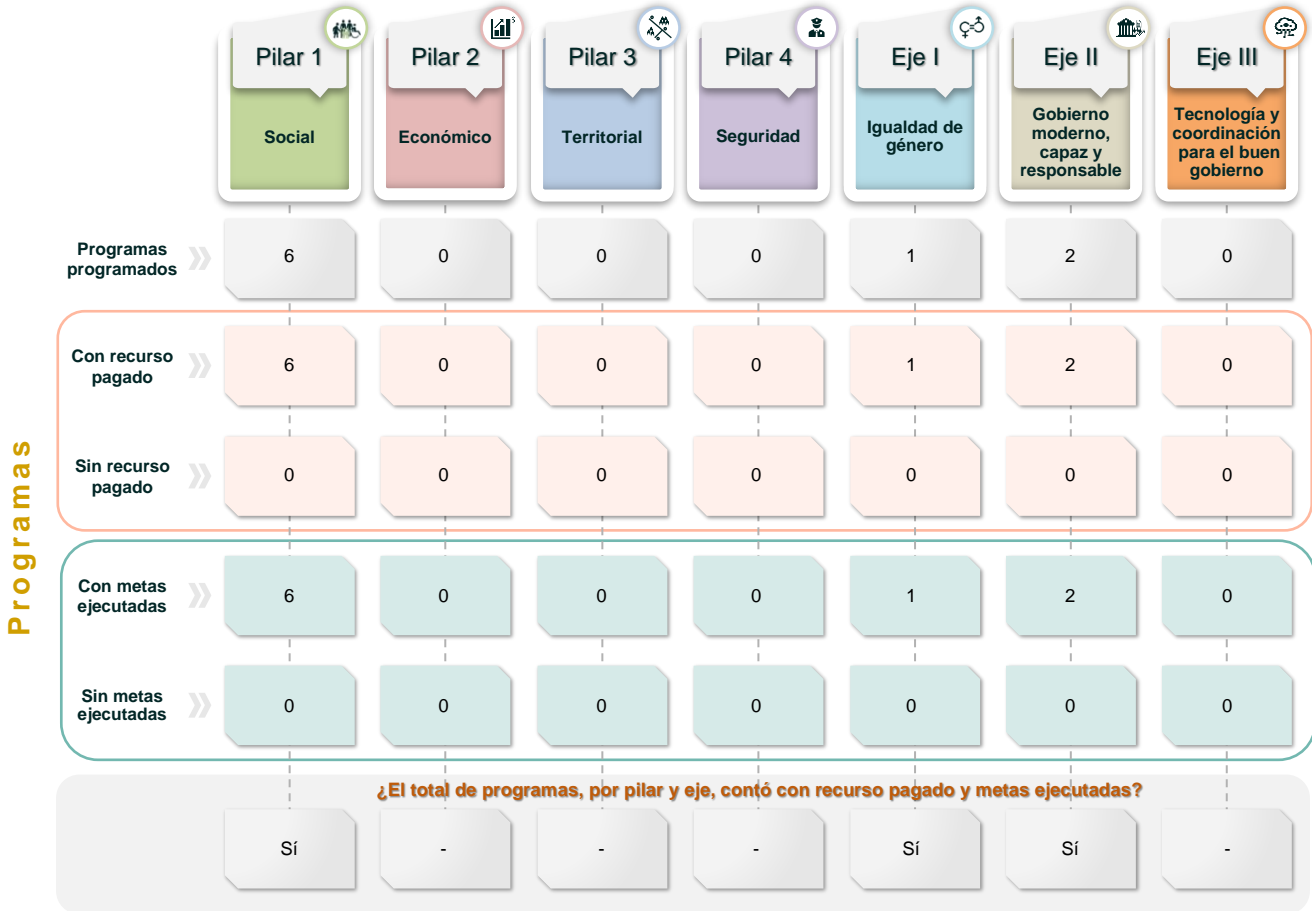 Pilar 1
Pilar 2
Pilar 3
Pilar 4
Eje I
Eje II
Eje III
Social
Económico
Territorial
Seguridad
Igualdad de
género
Gobierno
moderno,
capaz y
responsable
Tecnología y
coordinación
para el buen
gobierno
Programas
Programas
programados
6 0 0 0 1 2 0
Con recurso
pagado
6 0 0 0 1 2 0
Sin recurso
pagado
0 0 0 0 0 0 0
Con metas
ejecutadas
6 0 0 0 1 2 0
Sin metas
ejecutadas
0 0 0 0 0 0 0
¿El total de programas, por pilar y eje, contó con recurso pagado y metas ejecutadas?
Sí - - - Sí Sí -